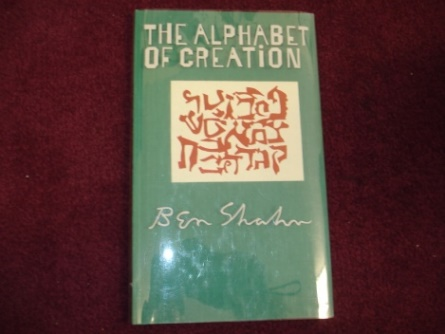 THE ALPHABET
OF CREATION
Ben Shahn